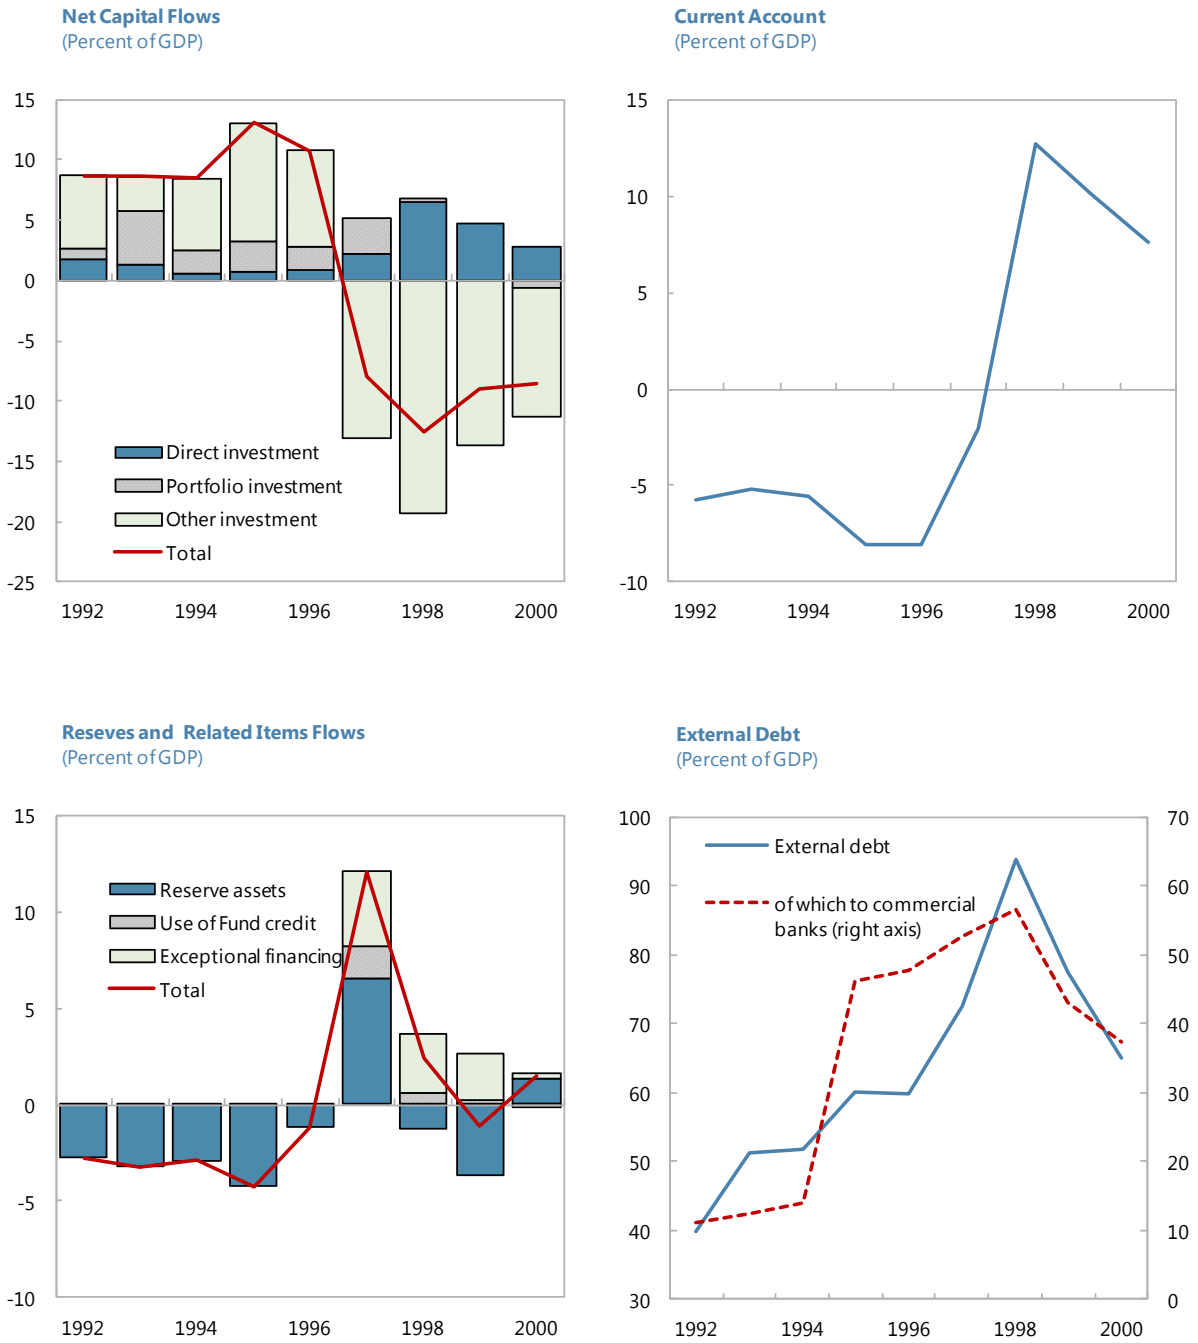 Net Capital Flows
(Percent of GDP)
15
10
5
0
-5
-10
-15
-20
-25
Direct investment
Portfolio investment
Other investment
Total
1992 1994 1996 1998 2000
Current Account
(Percent of GDP)
15
10
5
0
-5
-10
1992 1994 1996 1998 2000
Reseves and Related Items Flows
(Percent of GDP)
15
10
5
0
-5
-10
Reserve assets
Use of Fund credit
Exceptional financing
Total
1992 1994 1996 1998 2000
External Debt
(Percent of GDP)
100
90
80
70
60
50
40
30
External debt
of which to commercial
banks (right axis)
70
60
50
40
30
20
10
0
1992 1994 1996 1998 2000